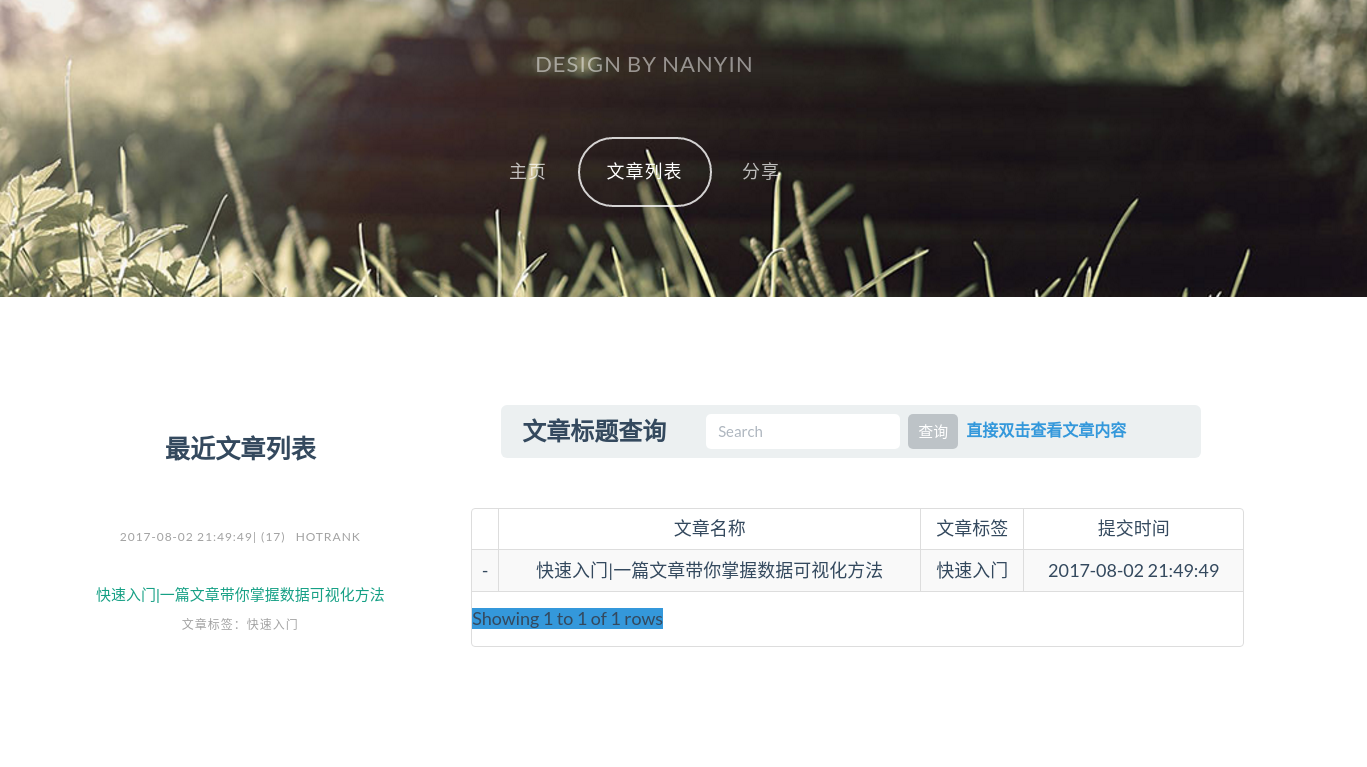 DESIGN BY NANYIN
主页 文章列表 分享
最近文章列表
2017-08-02 21:49:49| (17) HOTRANK
快速入门|一篇文章带你掌握数据可视化方法
文章标签：快速入门
文章标题查询 Search 查询 直接双击查看文章内容
文章名称 文章标签 提交时间
- 快速入门|一篇文章带你掌握数据可视化方法 快速入门 2017-08-02 21:49:49
Showing 1 to 1 of 1 rows